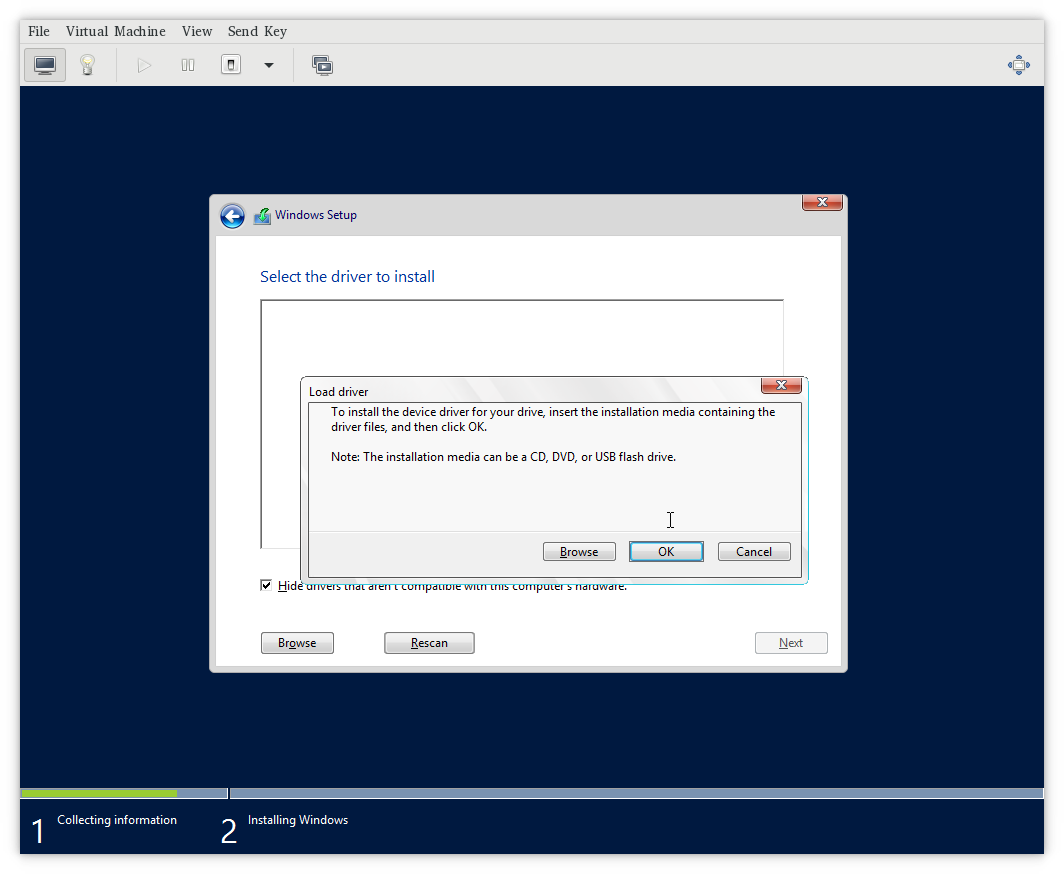 File Virtual Machine View Send Key
Windows Setup
Select the driver to install
Load driver
To install the device driver for your drive, insert the installation media containing the
driver files, and then click OK.
Note: The installation media can be a CD, DVD, or USB flash drive.
Browse OK Cancel
Hide drivers that aren't compatible with this computer's hardware.
Browse Rescan Next
1 Collecting information 2 Installing Windows